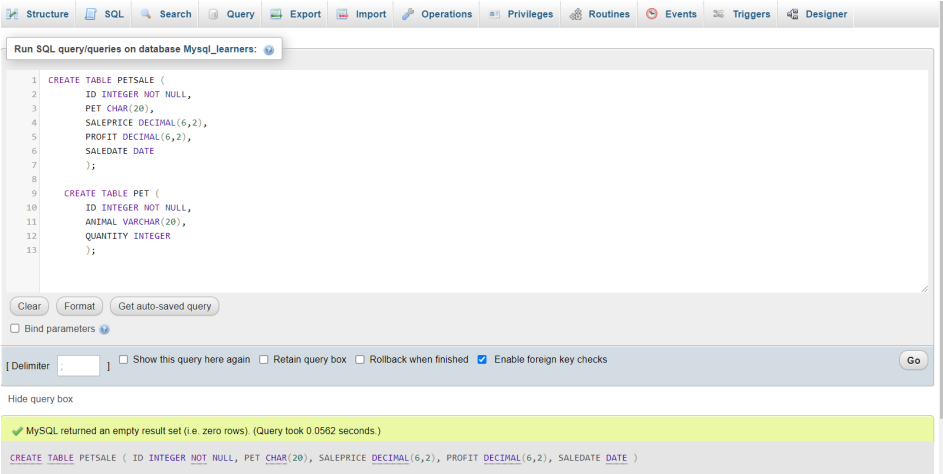 Structure SQL Search Query Export Import Operations Privileges Routines Events Triggers Designer
Run SQL query/queries on database Mysql_learners:
1 CREATE TABLE PETSALE (
2 ID INTEGER NOT NULL,
3 PET CHAR(20),
4 SALEPRICE DECIMAL(6,2),
5 PROFIT DECIMAL(6,2),
6 SALEDATE DATE
7 );
8
9 CREATE TABLE PET (
10 ID INTEGER NOT NULL,
11 ANIMAL VARCHAR(20),
12 QUANTITY INTEGER
13 );
Clear Format Get auto-saved query
Bind parameters
[ Delimiter ; ] Show this query here again Retain query box Rollback when finished Enable foreign key checks Go
Hide query box
MySQL returned an empty result set (i.e. zero rows). (Query took 0.0562 seconds.)
CREATE TABLE PETSALE ( ID INTEGER NOT NULL, PET CHAR(20), SALEPRICE DECIMAL(6,2), PROFIT DECIMAL(6,2), SALEDATE DATE )